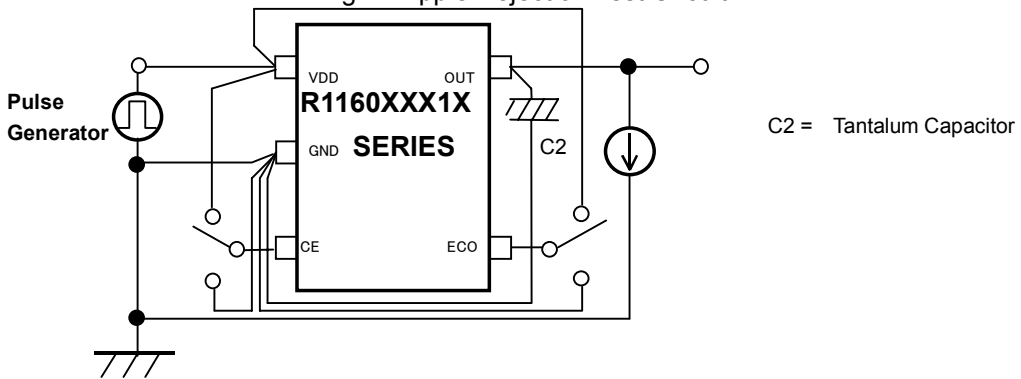 VDD
OUT
R1160XXX1X
SERIES
GND
CE
ECO
C2
Pulse
Generator
C2 = Tantalum Capacitor